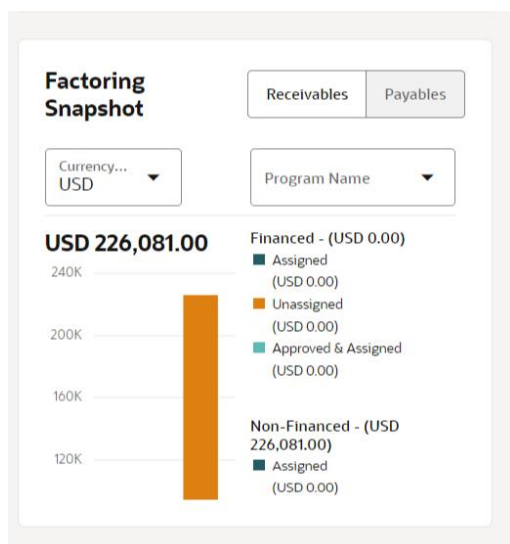 Factoring
Snapshot
Receivables
Payables
Currency...
USD
Program Name
USD 226,081.00
240K
200K
160K
120K
Financed - (USD 0.00)
Assigned
(USD 0.00)
Unassigned
(USD 0.00)
Approved & Assigned
(USD 0.00)
Non-Financed - (USD
226,081.00)
Assigned
(USD 0.00)